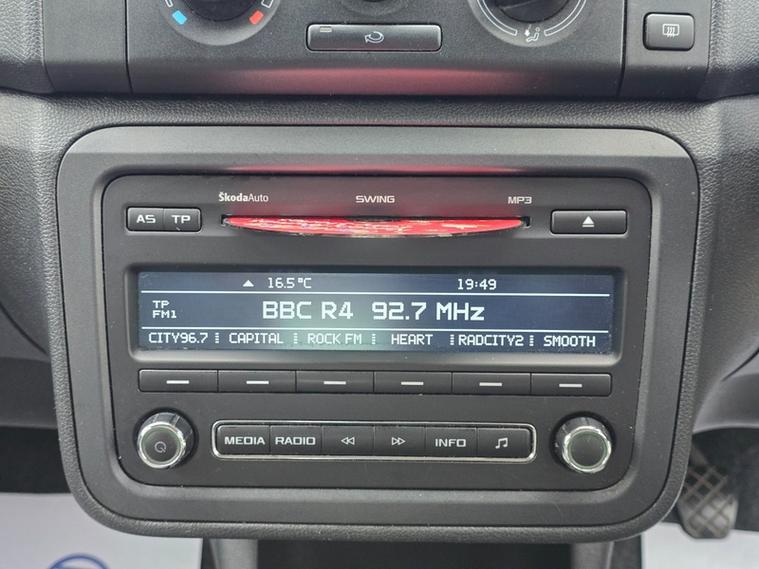 ŠkodaAuto SWING MP3
AS TP
16.5°C 19:49
TP
FM1
BBC R4 92.7 MHz
CITY96.7 CAPITAL ROCK FM HEART RADCITY2 SMOOTH
MEDIA RADIO INFO